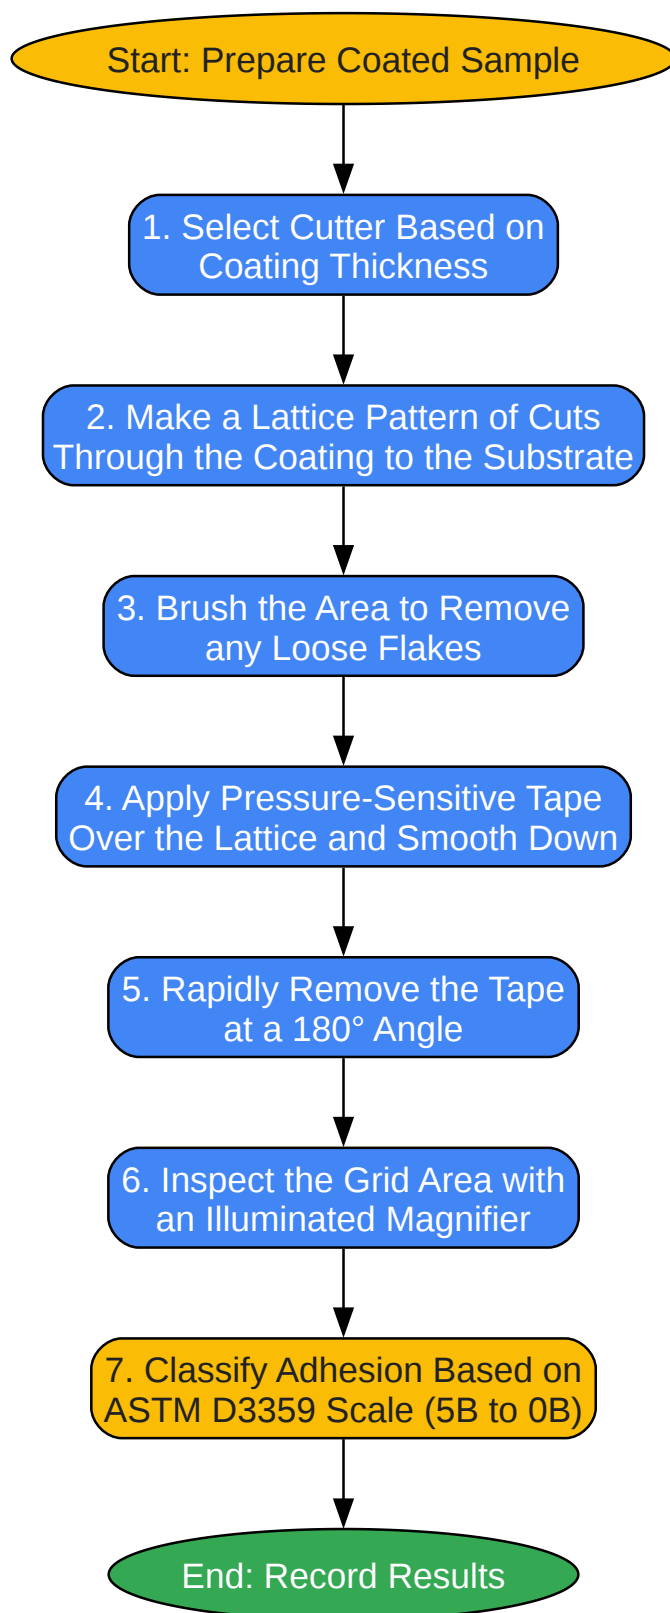 Start: Prepare Coated Sample
1. Select Cutter Based on
Coating Thickness
2. Make a Lattice Pattern of Cuts
Through the Coating to the Substrate
3. Brush the Area to Remove
any Loose Flakes
4. Apply Pressure-Sensitive Tape
Over the Lattice and Smooth Down
5. Rapidly Remove the Tape
at a 180° Angle
6. Inspect the Grid Area with
an Illuminated Magnifier
7. Classify Adhesion Based on
ASTM D3359 Scale (5B to 0B)
End: Record Results